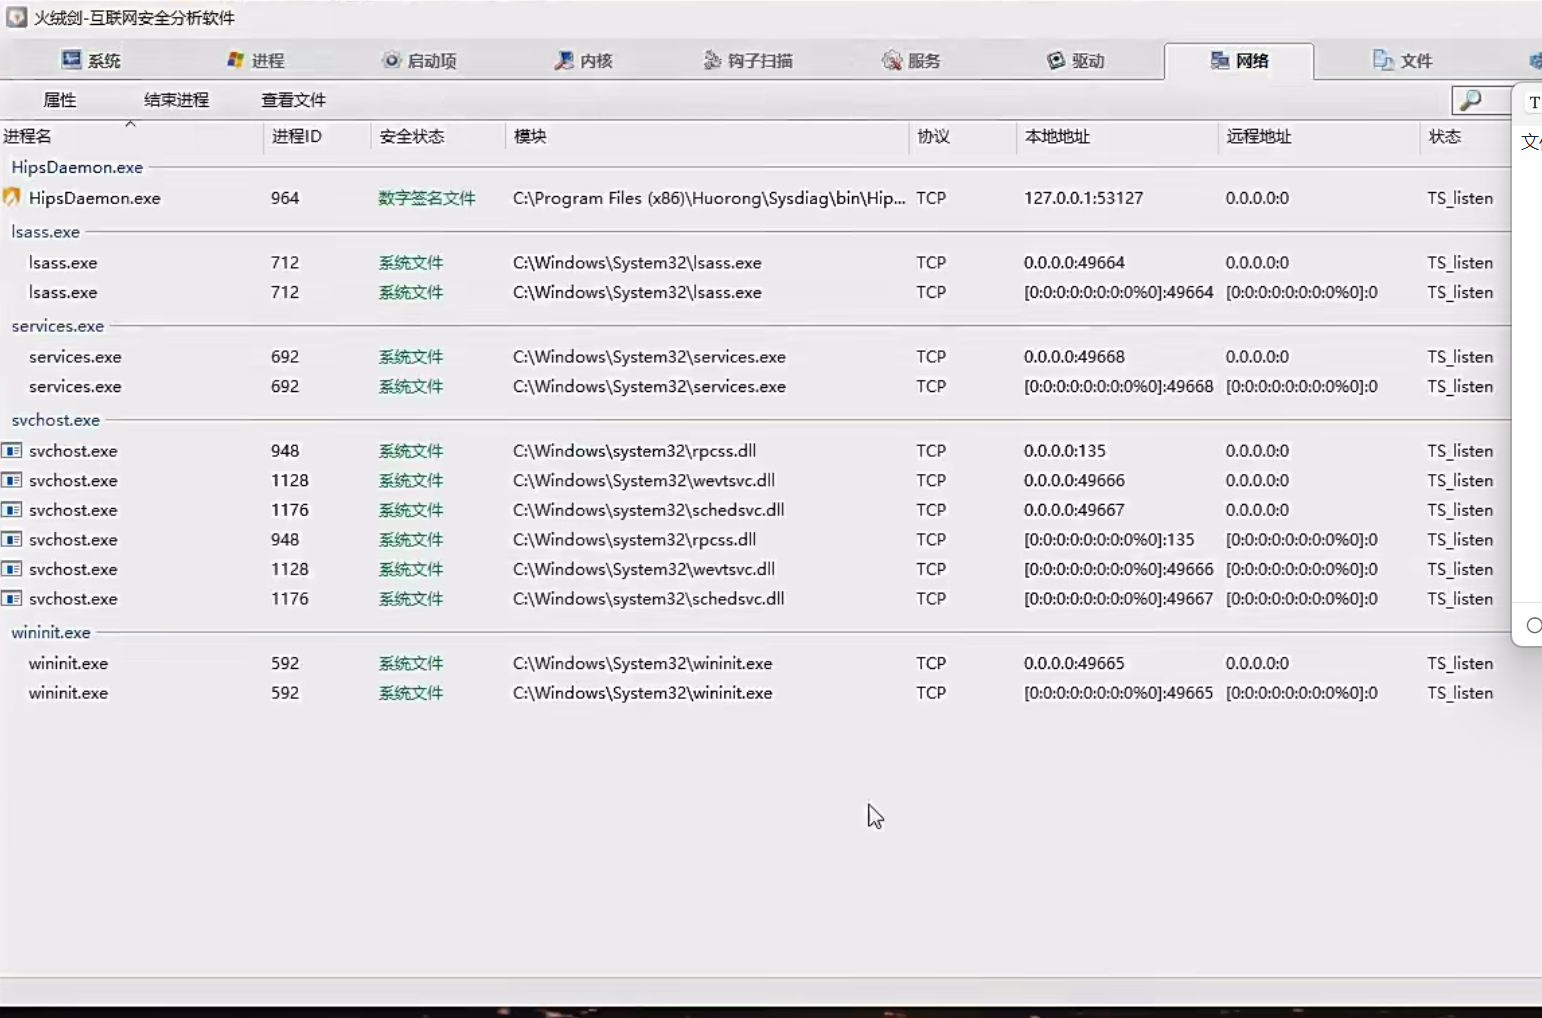 火绒剑-互联网安全分析软件
系统 进程 启动项 内核 钩子扫描 服务 驱动 网络 文件
属性 结束进程 查看文件
进程名 进程ID 安全状态 模块 协议 本地地址 远程地址 状态
HipsDaemon.exe
HipsDaemon.exe 964 数字签名文件 C:\Program Files (x86)\Huorong\Sysdiag\bin\Hip... TCP 127.0.0.1:53127 0.0.0.0:0 TS_listen
lsass.exe
lsass.exe 712 系统文件 C:\Windows\System32\lsass.exe TCP 0.0.0.0:49664 0.0.0.0:0 TS_listen
lsass.exe 712 系统文件 C:\Windows\System32\lsass.exe TCP [0:0:0:0:0:0:0:0%0]:49664 [0:0:0:0:0:0:0:0%0]:0 TS_listen
services.exe
services.exe 692 系统文件 C:\Windows\System32\services.exe TCP 0.0.0.0:49668 0.0.0.0:0 TS_listen
services.exe 692 系统文件 C:\Windows\System32\services.exe TCP [0:0:0:0:0:0:0:0%0]:49668 [0:0:0:0:0:0:0:0%0]:0 TS_listen
svchost.exe
svchost.exe 948 系统文件 C:\Windows\system32\rpcss.dll TCP 0.0.0.0:135 0.0.0.0:0 TS_listen
svchost.exe 1128 系统文件 C:\Windows\System32\wevtsvc.dll TCP 0.0.0.0:49666 0.0.0.0:0 TS_listen
svchost.exe 1176 系统文件 C:\Windows\system32\schedsvc.dll TCP 0.0.0.0:49667 0.0.0.0:0 TS_listen
svchost.exe 948 系统文件 C:\Windows\system32\rpcss.dll TCP [0:0:0:0:0:0:0:0%0]:135 [0:0:0:0:0:0:0:0%0]:0 TS_listen
svchost.exe 1128 系统文件 C:\Windows\System32\wevtsvc.dll TCP [0:0:0:0:0:0:0:0%0]:49666 [0:0:0:0:0:0:0:0%0]:0 TS_listen
svchost.exe 1176 系统文件 C:\Windows\system32\schedsvc.dll TCP [0:0:0:0:0:0:0:0%0]:49667 [0:0:0:0:0:0:0:0%0]:0 TS_listen
wininit.exe
wininit.exe 592 系统文件 C:\Windows\System32\wininit.exe TCP 0.0.0.0:49665 0.0.0.0:0 TS_listen
wininit.exe 592 系统文件 C:\Windows\System32\wininit.exe TCP [0:0:0:0:0:0:0:0%0]:49665 [0:0:0:0:0:0:0:0%0]:0 TS_listen